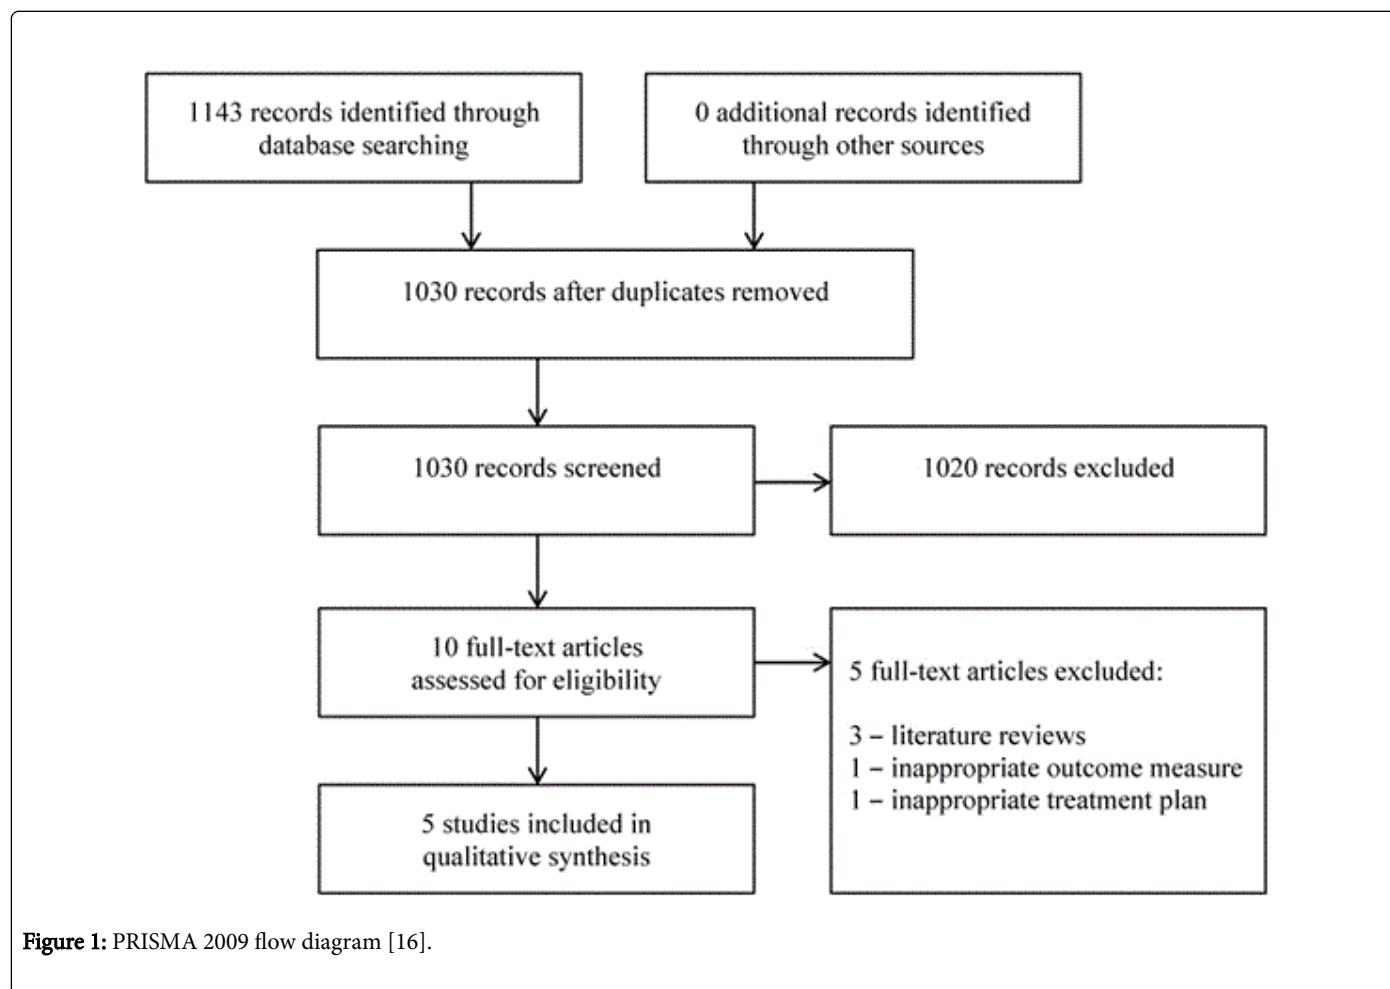 1143 records identified through
database searching
0 additional records identified
through other sources
1030 records after duplicates removed
1030 records screened
1020 records excluded
10 full-text articles
assessed for eligibility
5 full-text articles excluded:
3 – literature reviews
1 – inappropriate outcome measure
1 – inappropriate treatment plan
5 studies included in
qualitative synthesis
Figure 1: PRISMA 2009 flow diagram [16].